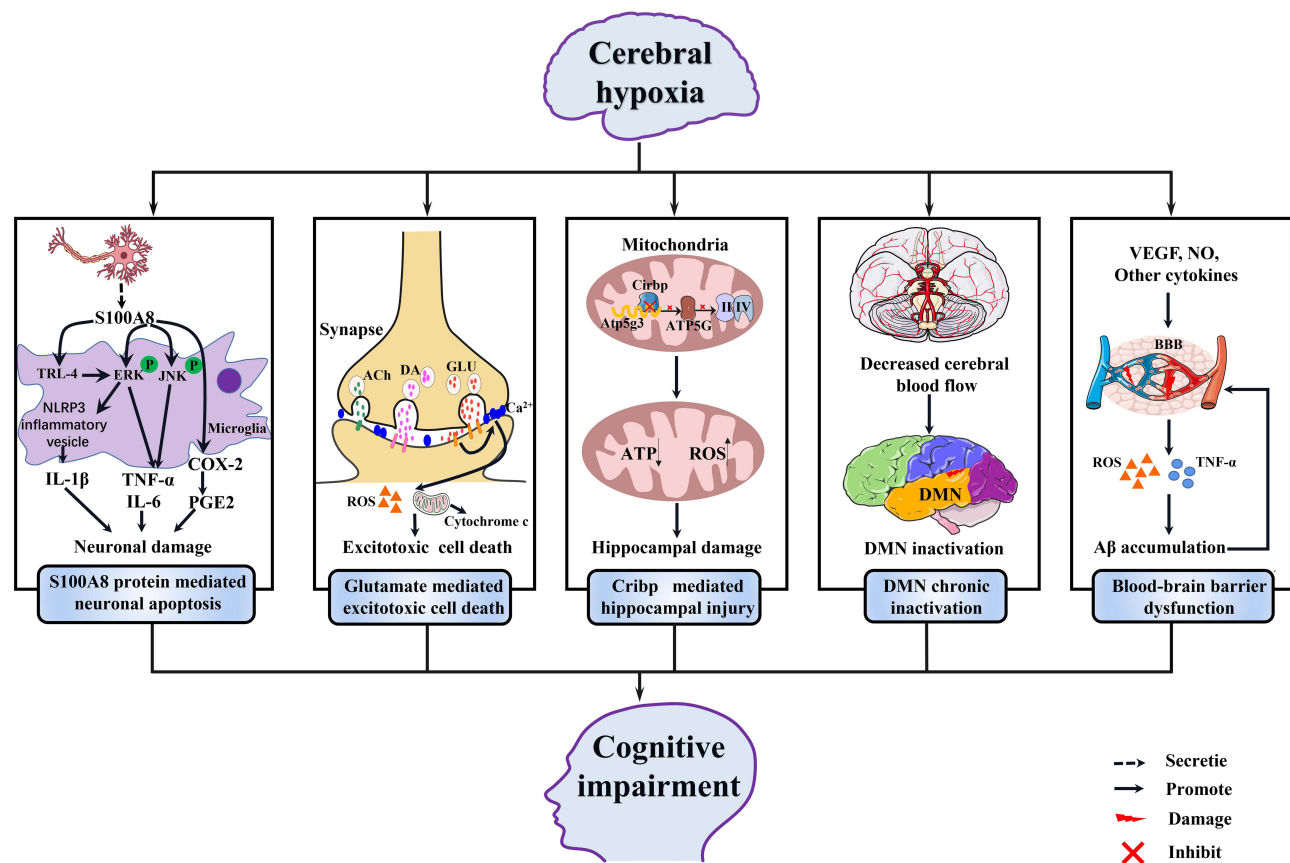 Cerebral
hypoxia
S100A8
TRL-4
ERK
P
JNK
P
NLRP3
inflammatory
vesicle
Microglia
COX-2
IL-1β
TNF-α
IL-6
PGE2
Neuronal damage
S100A8 protein mediated
neuronal apoptosis
Synapse
ACh
DA
GLU
Ca²⁺
ROS
Cytochrome c
Excitotoxic cell death
Glutamate mediated
excitotoxic cell death
Mitochondria
Cirbp
Atp5g3
ATP5G
II
IV
ATP
ROS
Hippocampal damage
Cribp mediated
hippocampal injury
Decreased cerebral
blood flow
DMN
DMN inactivation
DMN chronic
inactivation
VEGF, NO,
Other cytokines
BBB
ROS
TNF-α
Aβ accumulation
Blood-brain barrier
dysfunction
Cognitive
impairment
Secretie
Promote
Damage
Inhibit